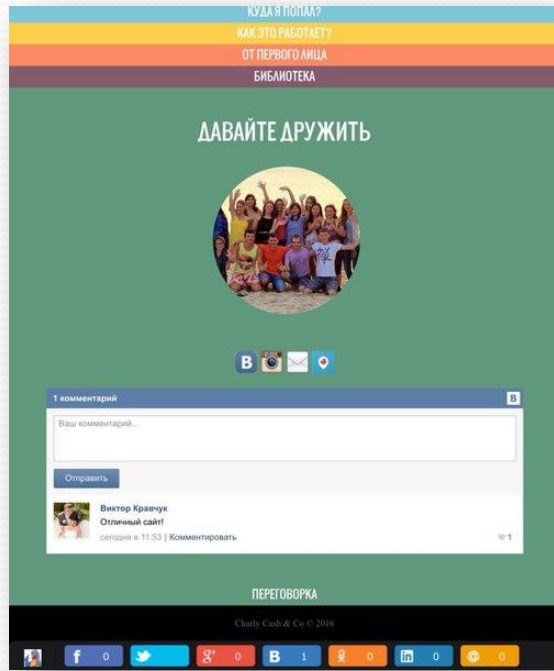 КУДА Я ПОПАЛ?
КАК ЭТО РАБОТАЕТ?
ОТ ПЕРВОГО ЛИЦА
БИБЛИОТЕКА
ДАВАЙТЕ ДРУЖИТЬ
B
1 комментарий B
Ваш комментарий...
Отправить
Виктор Кравчук
Отличный сайт!
сегодня в 11:53 | Комментировать 1
ПЕРЕГОВОРКА
Charly Cash & Co © 2016
f 0 g+ 0 B 1 0 in 0 @ 0